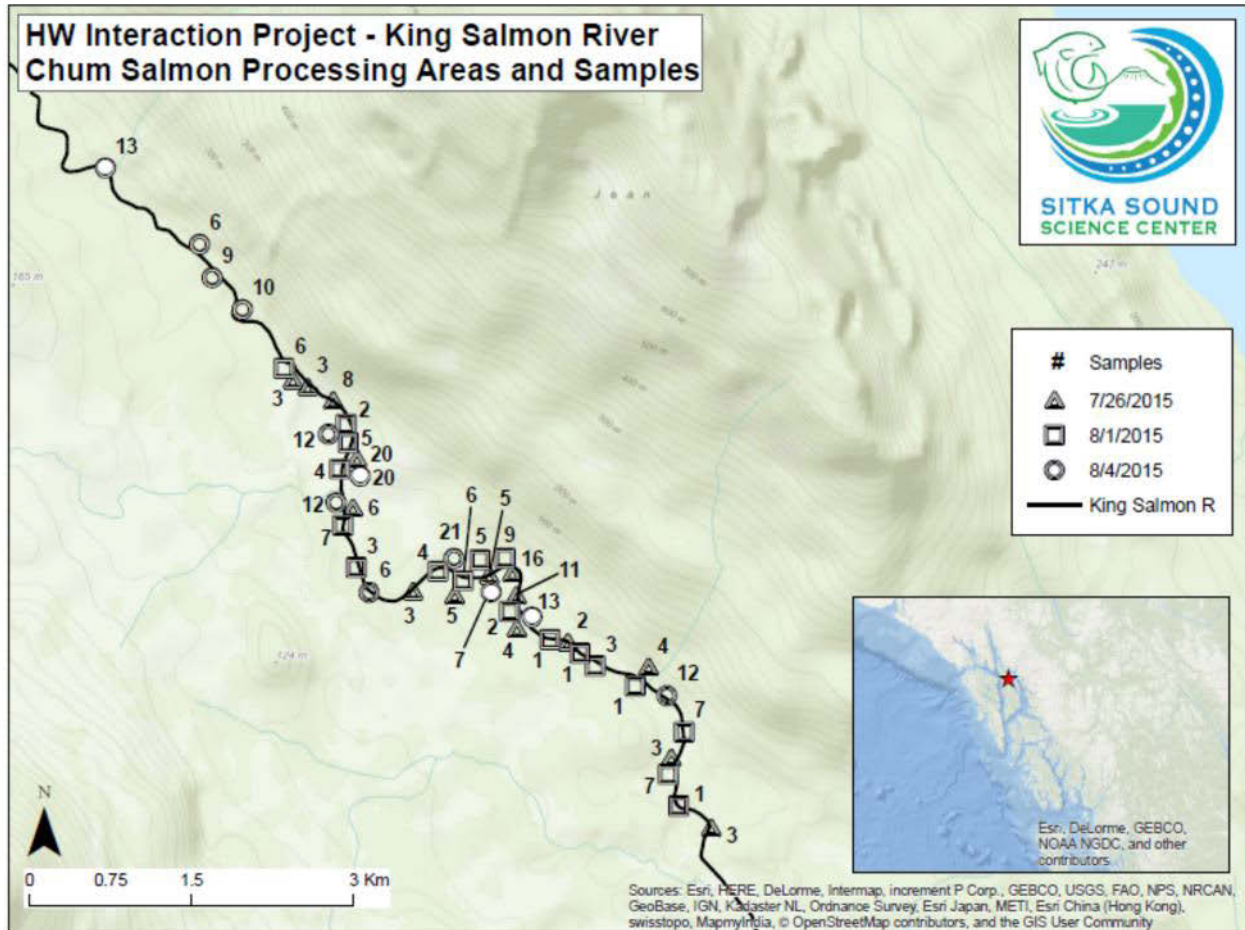 HW Interaction Project - King Salmon River
Chum Salmon Processing Areas and Samples
SITKA SOUND
SCIENCE CENTER
13
6
9
10
6
3
3
8
2
12
5
20
4
20
12
6
7
3
6
3
4
21
5
6
5
9
16
11
5
7
2
13
4
1
2
1
3
4
1
12
7
3
7
1
3
Jean
165 m
124 m
247 m
# Samples
7/26/2015
8/1/2015
8/4/2015
King Salmon R
N
0 0.75 1.5 3 Km
Esri, DeLorme, GEBCO,
NOAA NGDC, and other
contributors
Sources: Esri, HERE, DeLorme, Intermap, increment P Corp., GEBCO, USGS, FAO, NPS, NRCAN,
GeoBase, IGN, Kadaster NL, Ordnance Survey, Esri Japan, METI, Esri China (Hong Kong),
swisstopo, MapmyIndia, © OpenStreetMap contributors, and the GIS User Community